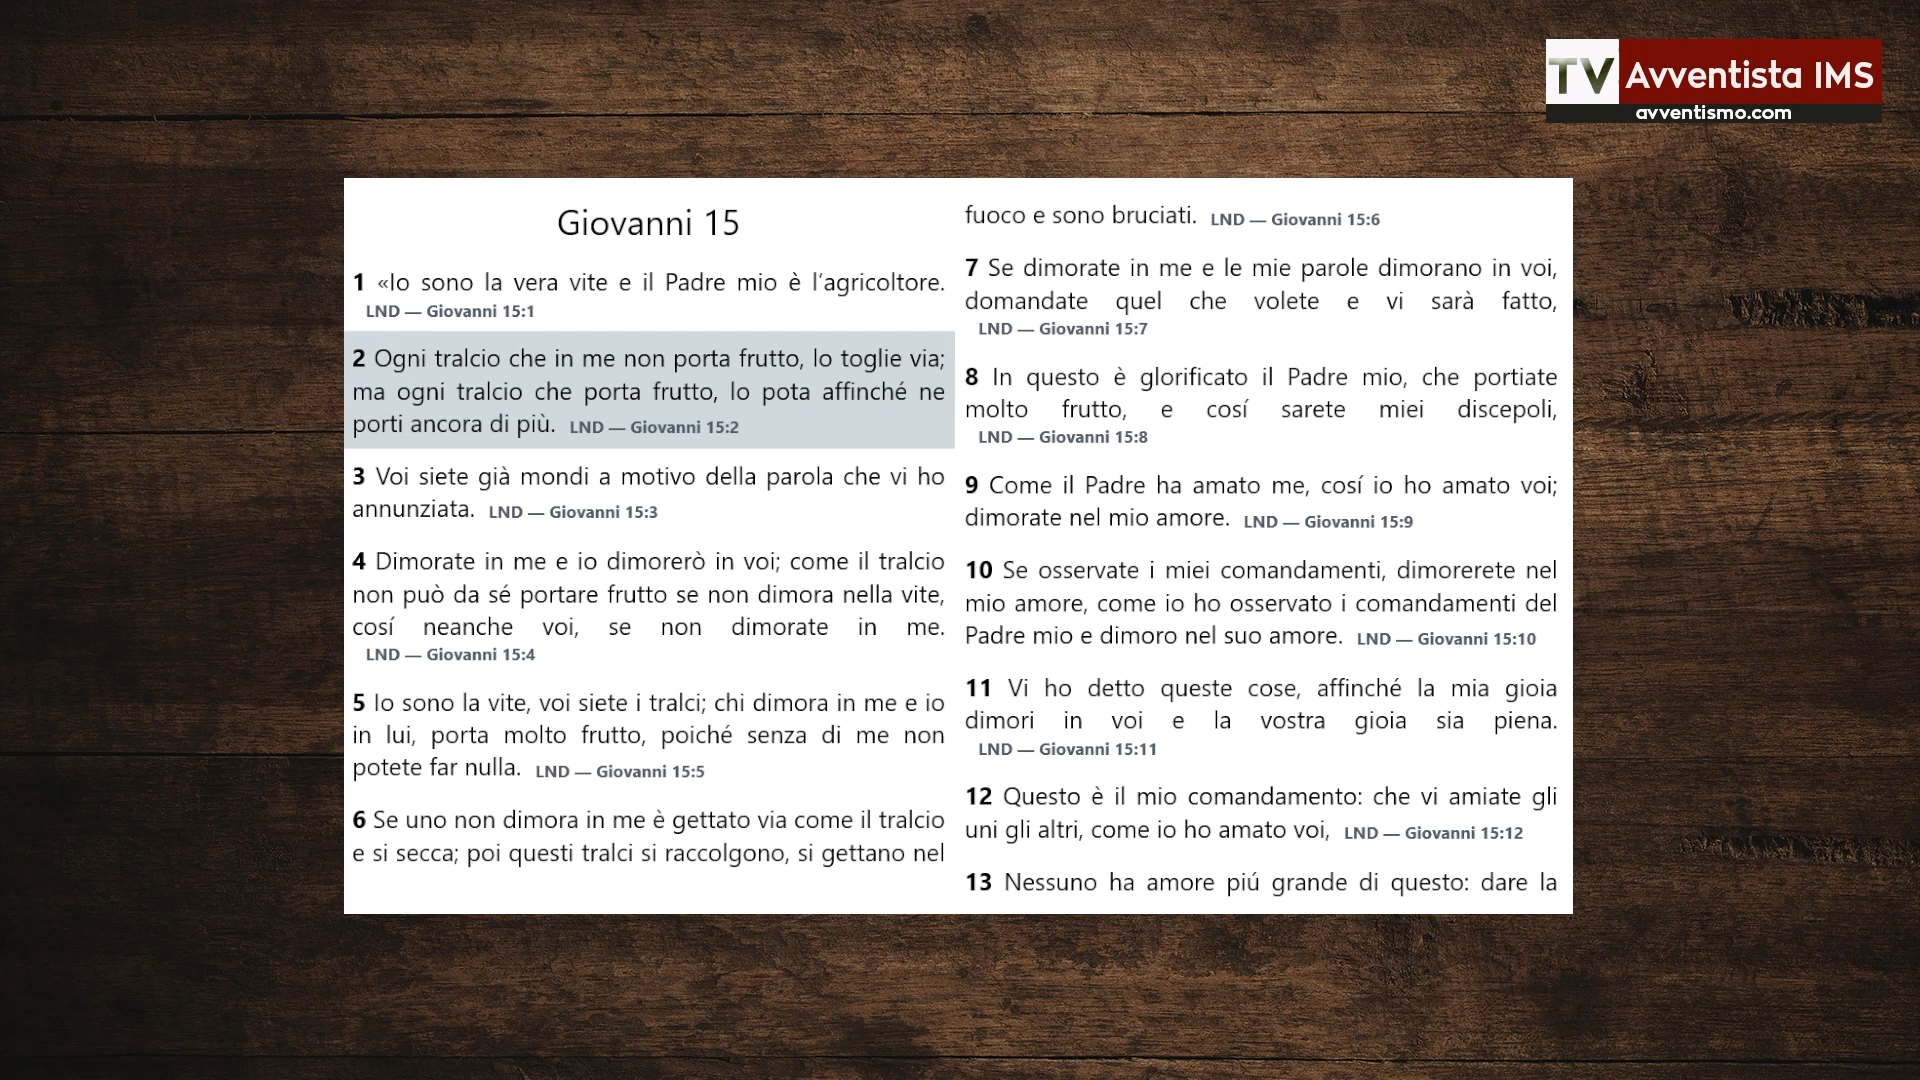 TV Avventista IMS
avventismo.com
Giovanni 15
1 «Io sono la vera vite e il Padre mio è l’agricoltore.
LND — Giovanni 15:1
2 Ogni tralcio che in me non porta frutto, lo toglie via;
ma ogni tralcio che porta frutto, lo pota affinché ne
porti ancora di più. LND — Giovanni 15:2
3 Voi siete già mondi a motivo della parola che vi ho
annunziata. LND — Giovanni 15:3
4 Dimorate in me e io dimorerò in voi; come il tralcio
non può da sé portare frutto se non dimora nella vite,
cosí neanche voi, se non dimorate in me.
LND — Giovanni 15:4
5 Io sono la vite, voi siete i tralci; chi dimora in me e io
in lui, porta molto frutto, poiché senza di me non
potete far nulla. LND — Giovanni 15:5
6 Se uno non dimora in me è gettato via come il tralcio
e si secca; poi questi tralci si raccolgono, si gettano nel
fuoco e sono bruciati. LND — Giovanni 15:6
7 Se dimorate in me e le mie parole dimorano in voi,
domandate quel che volete e vi sarà fatto,
LND — Giovanni 15:7
8 In questo è glorificato il Padre mio, che portiate
molto frutto, e cosí sarete miei discepoli,
LND — Giovanni 15:8
9 Come il Padre ha amato me, cosí io ho amato voi;
dimorate nel mio amore. LND — Giovanni 15:9
10 Se osservate i miei comandamenti, dimorerete nel
mio amore, come io ho osservato i comandamenti del
Padre mio e dimoro nel suo amore. LND — Giovanni 15:10
11 Vi ho detto queste cose, affinché la mia gioia
dimori in voi e la vostra gioia sia piena.
LND — Giovanni 15:11
12 Questo è il mio comandamento: che vi amiate gli
uni gli altri, come io ho amato voi, LND — Giovanni 15:12
13 Nessuno ha amore piú grande di questo: dare la